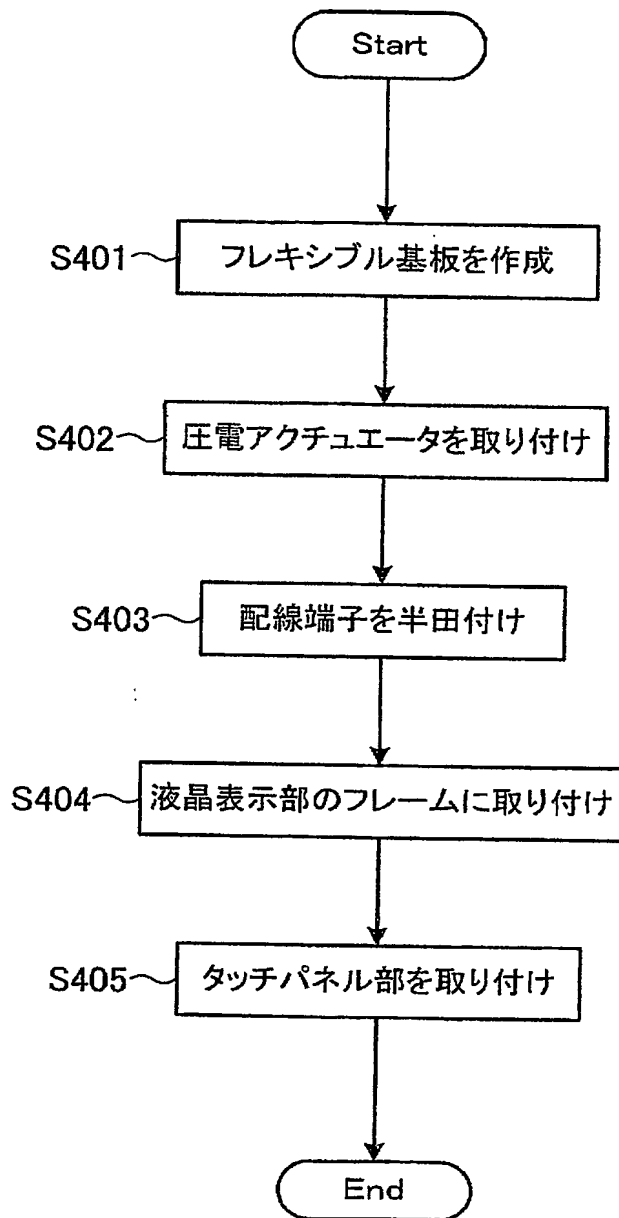 Start
S401 フレキシブル基板を作成
S402 圧電アクチュエータを取り付け
S403 配線端子を半田付け
S404 液晶表示部のフレームに取り付け
S405 タッチパネル部を取り付け
End